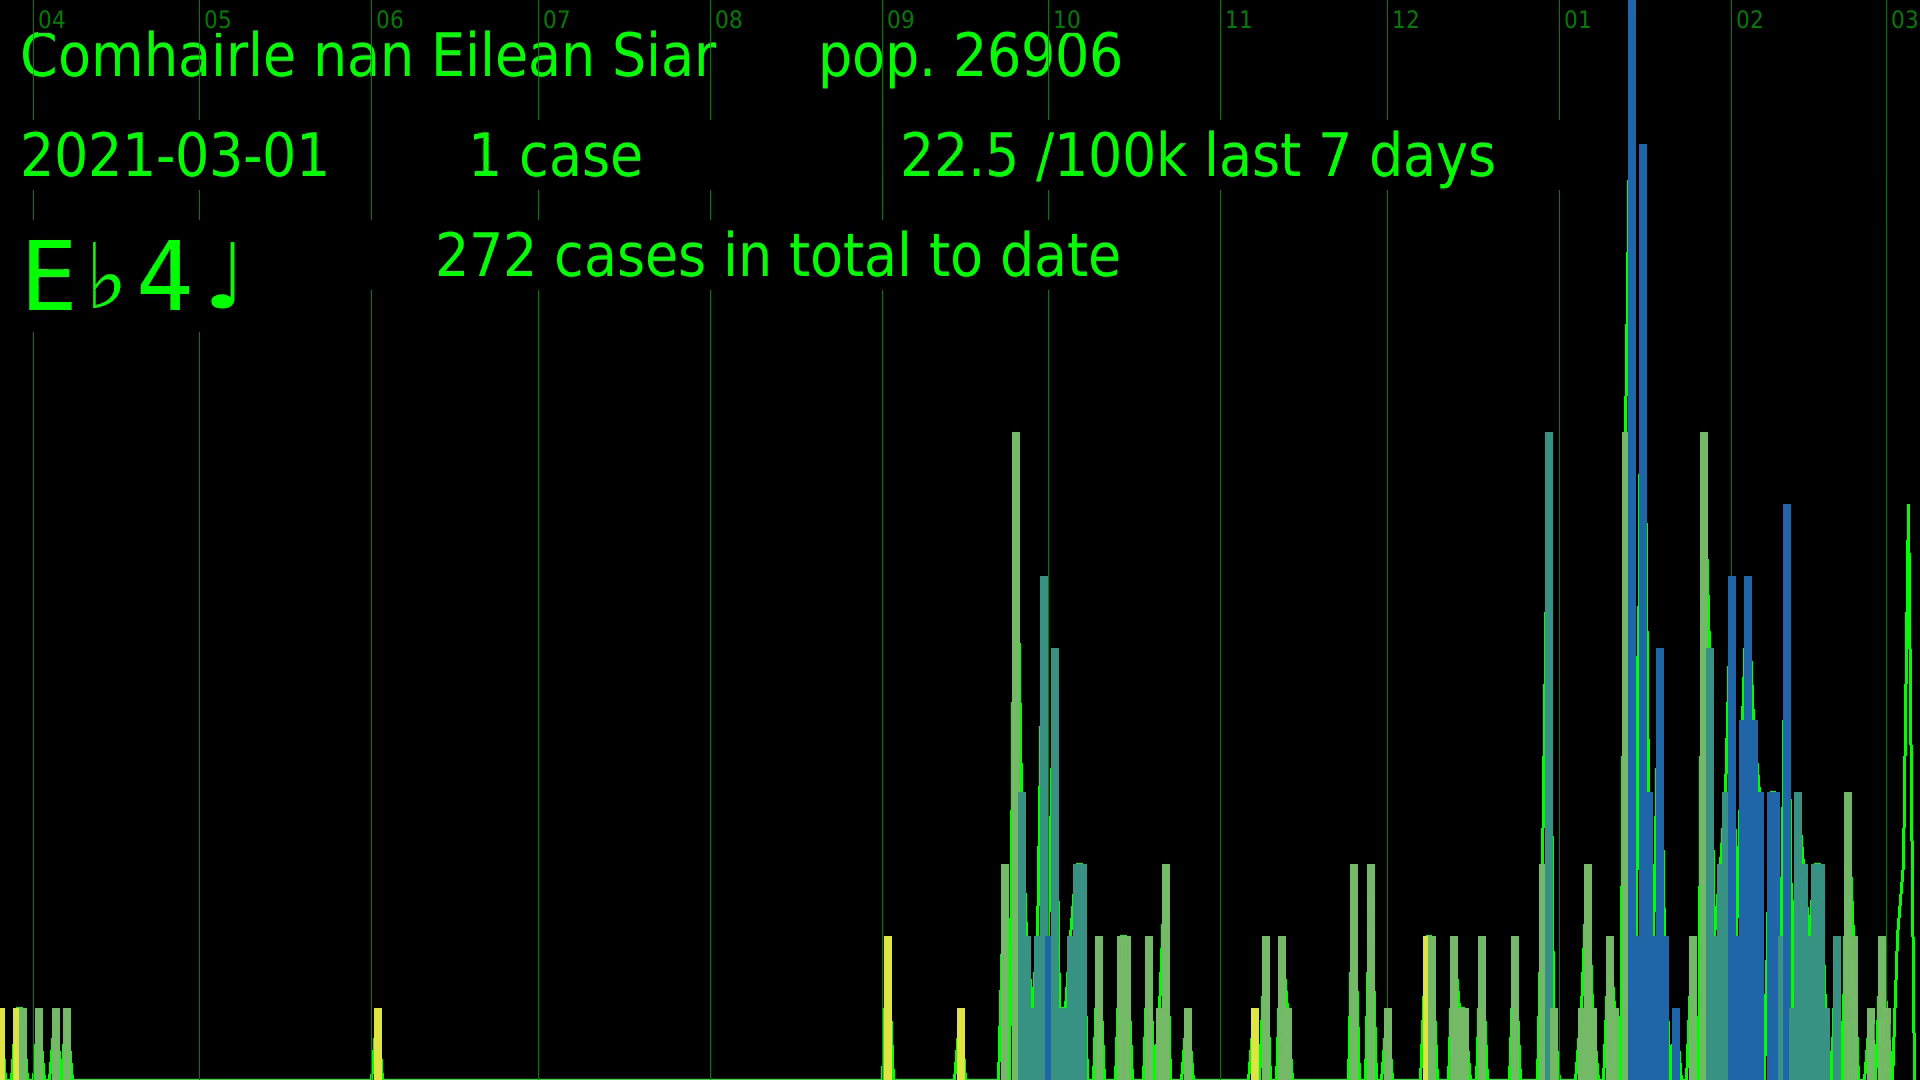 04 05 06 07 08 09 10 11 12 01 02 03
Comhairle nan Eilean Siar pop. 26906
2021-03-01 1 case 22.5 /100k last 7 days
E♭4♩ 272 cases in total to date